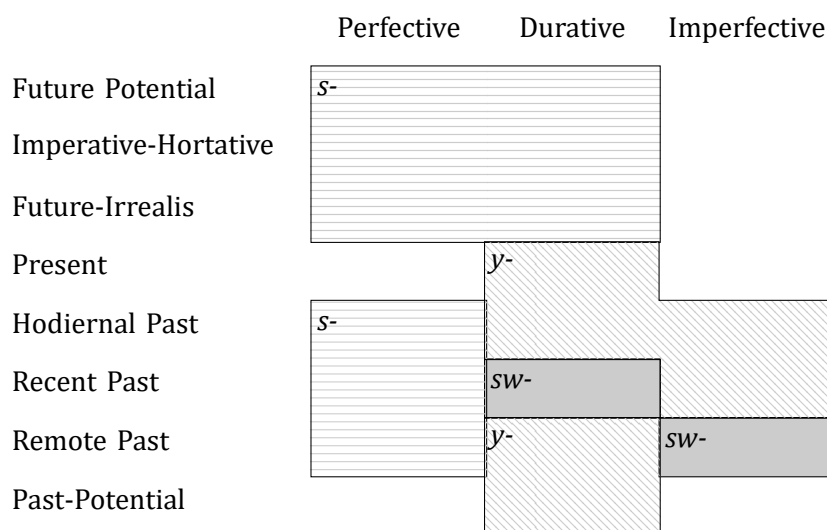 Perfective Durative Imperfective
Future Potential s-
Imperative-Hortative
Future-Irrealis
Present y-
Hodiernal Past s-
Recent Past sw-
Remote Past y- sw-
Past-Potential